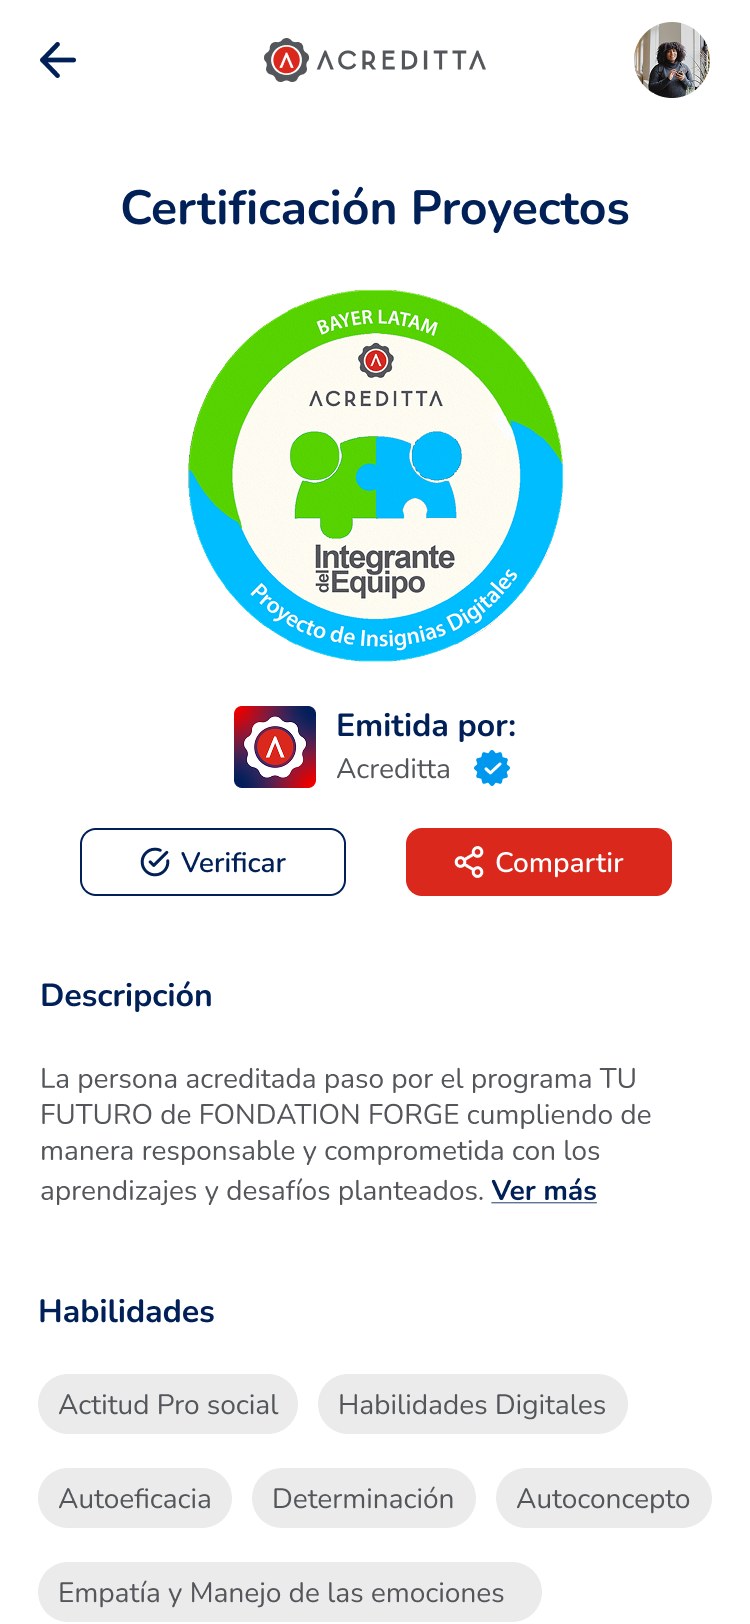 ACREDITTA
Certificación Proyectos
BAYER LATAM
ACREDITTA
Integrante
del Equipo
Proyecto de Insignias Digitales
Emitida por:
Acreditta
Verificar
Compartir
Descripción
La persona acreditada paso por el programa TU
FUTURO de FONDATION FORGE cumpliendo de
manera responsable y comprometida con los
aprendizajes y desafíos planteados. Ver más
Habilidades
Actitud Pro social
Habilidades Digitales
Autoeficacia
Determinación
Autoconcepto
Empatía y Manejo de las emociones